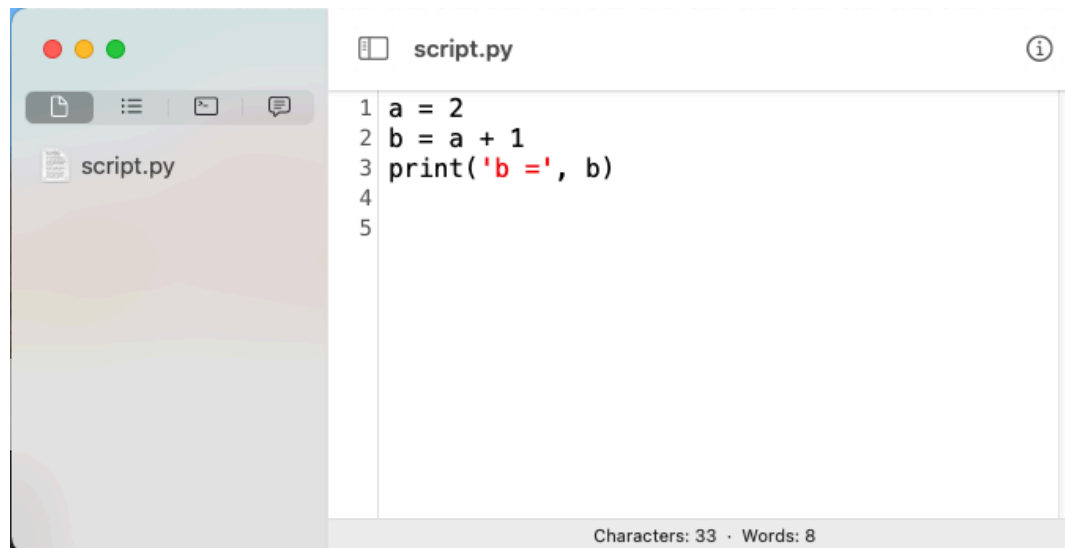 script.py
script.py
1 a = 2
2 b = a + 1
3 print('b =', b)
4
5
Characters: 33 · Words: 8